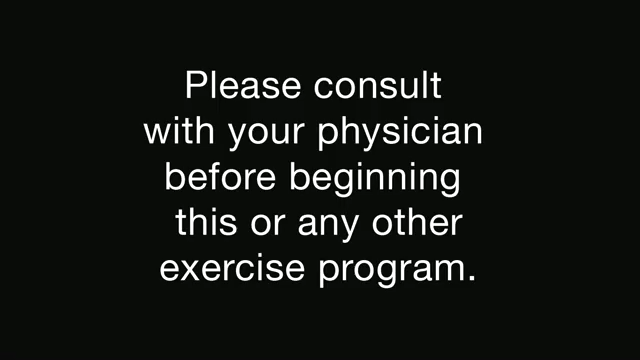 Please consult
with your physician
before beginning
this or any other
exercise program.